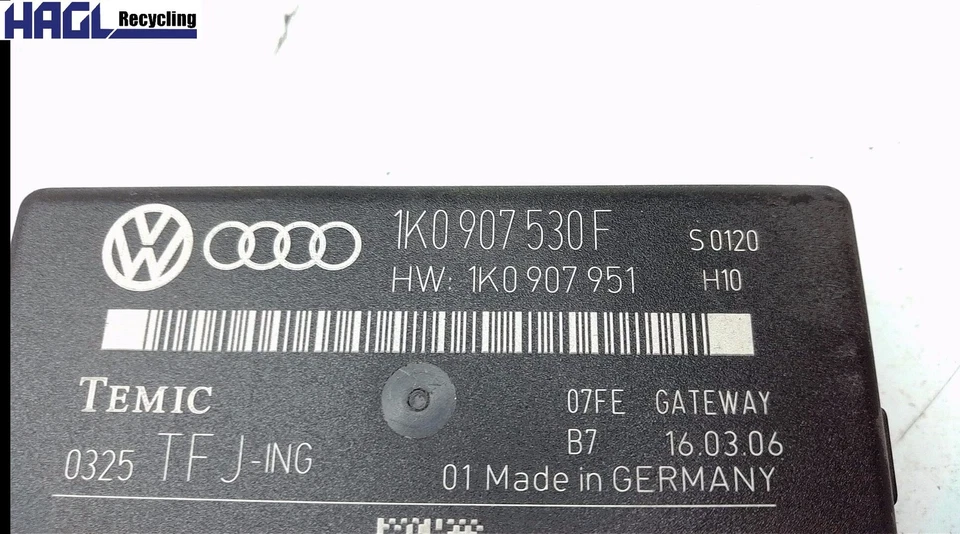 HAGL Recycling
1K0 907 530 F
S 0120
HW: 1K0 907 951
H10
TEMIC
07FE GATEWAY
B7 16.03.06
0325 TFJ-ING
01 Made in GERMANY